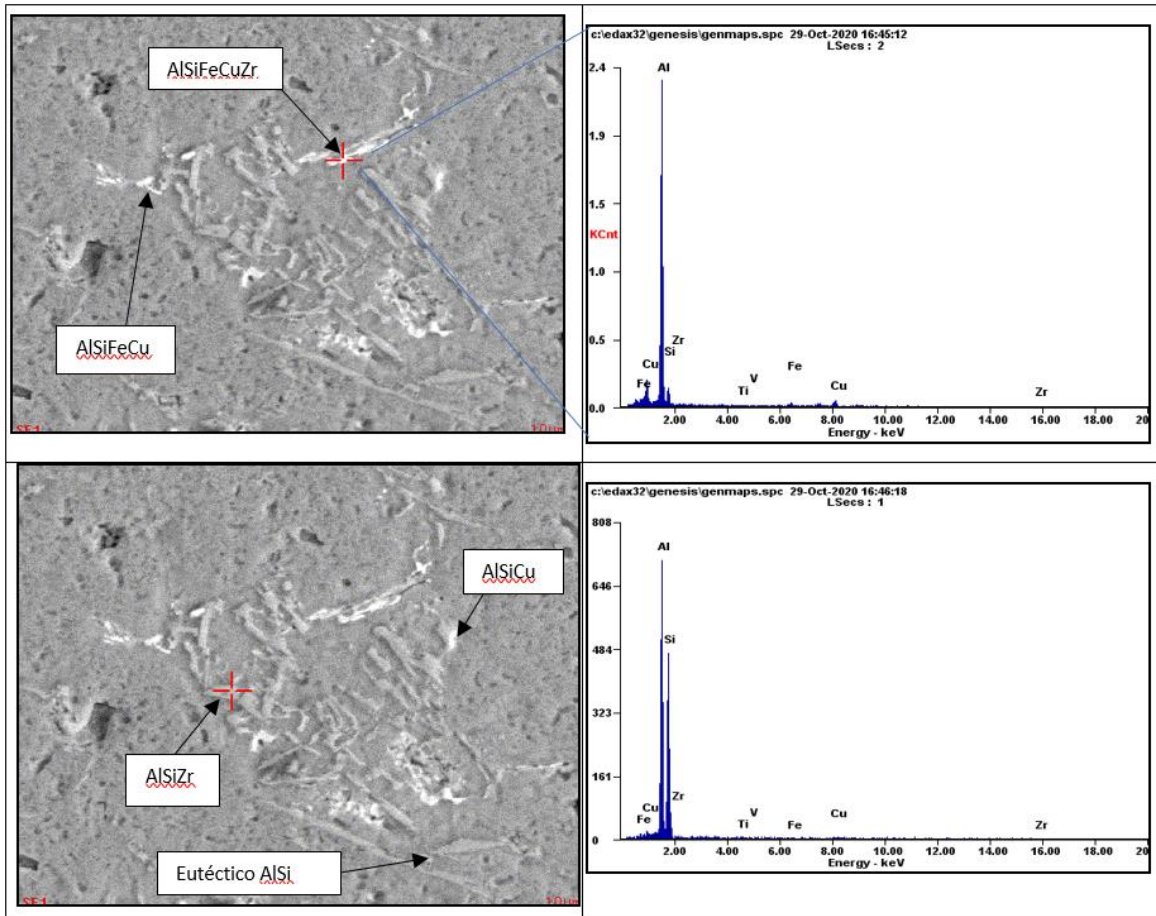 AlSiFeCuZr
AlSiFeCu
SE1
c:\edax32\genesis\genmaps.spc 29-Oct-2020 16:45:12
LSecs : 2
2.4
1.9
1.5
KCnt
1.0
0.5
0.0
Al
Zr
Si
Cu
Fe
Ti
V
Fe
Cu
Zr
2.00 4.00 6.00 8.00 10.00 12.00 14.00 16.00 18.00 20
Energy - keV
AlSiCu
AlSiZr
Eutéctico AlSi
SE1
c:\edax32\genesis\genmaps.spc 29-Oct-2020 16:46:18
LSecs : 1
808
646
484
323
161
0
Al
Si
Zr
Cu
Fe
Ti
V
Fe
Cu
Zr
2.00 4.00 6.00 8.00 10.00 12.00 14.00 16.00 18.00 20
Energy - keV